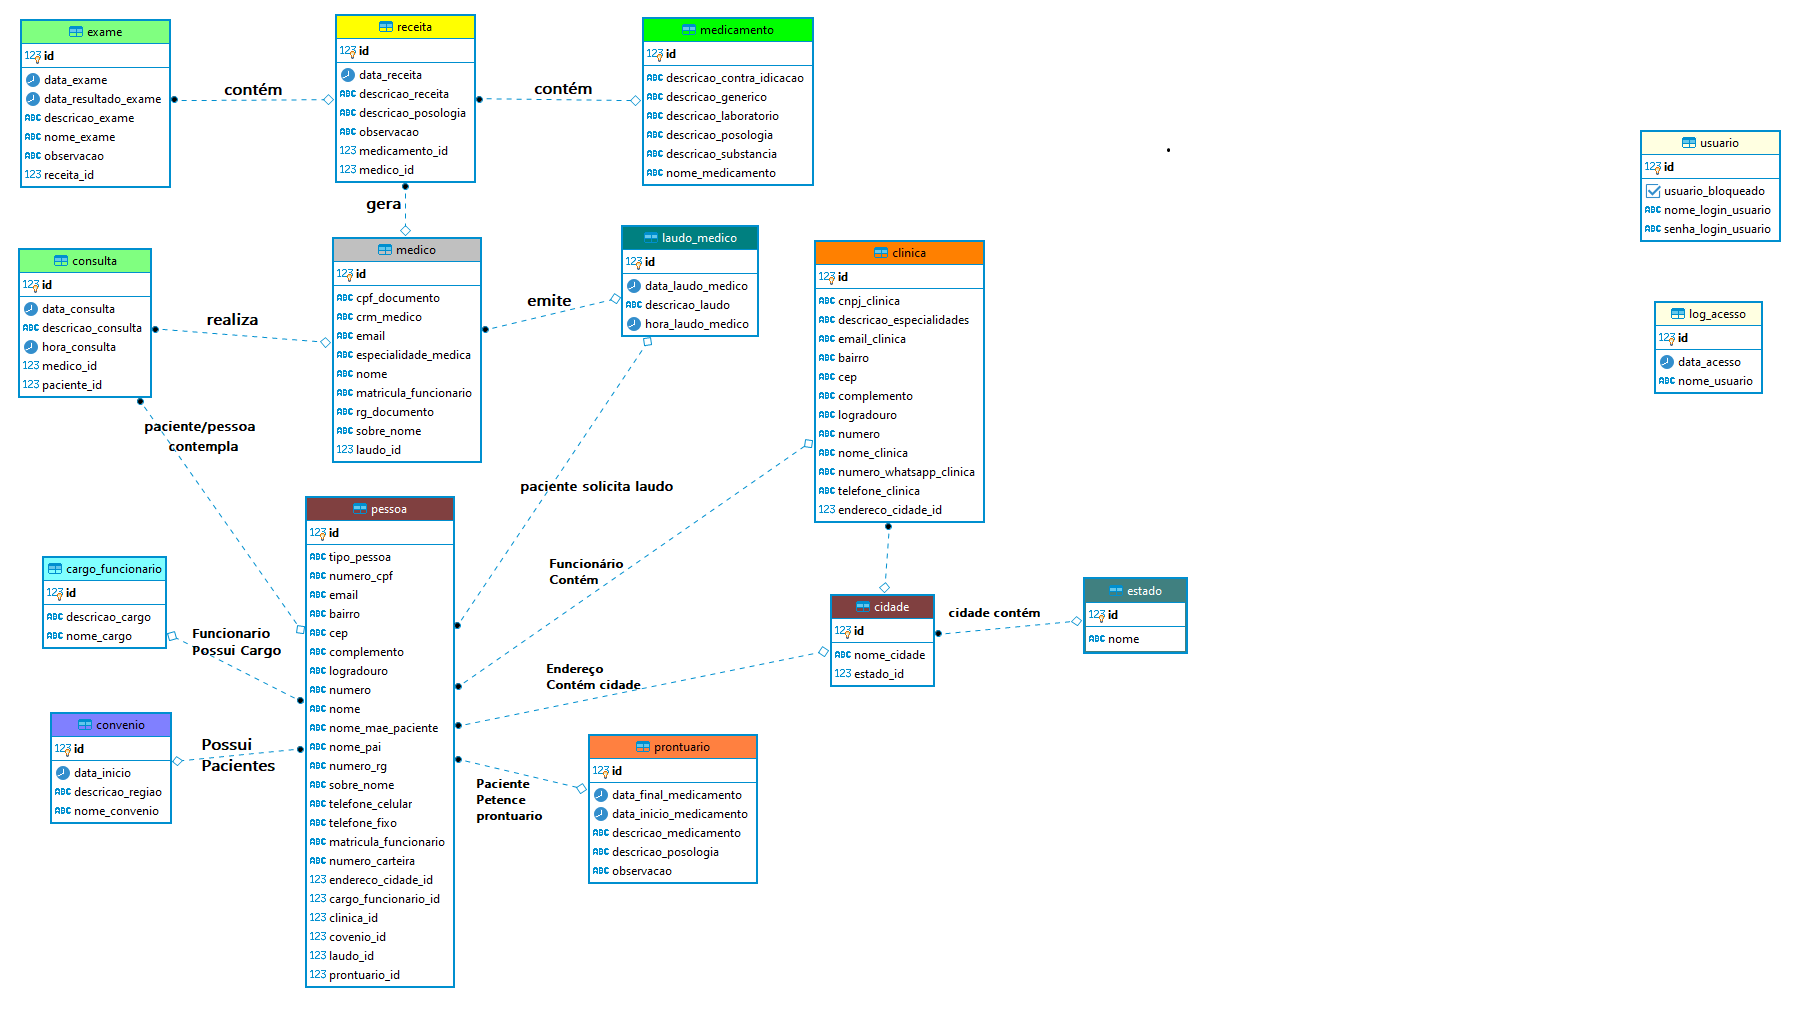 exame
123 id
data_exame
data_resultado_exame
ABC descricao_exame
ABC nome_exame
ABC observacao
123 receita_id
contém
receita
123 id
data_receita
ABC descricao_receita
ABC descricao_posologia
ABC observacao
123 medicamento_id
123 medico_id
contém
medicamento
123 id
ABC descricao_contra_idicacao
ABC descricao_generico
ABC descricao_laboratorio
ABC descricao_posologia
ABC descricao_substancia
ABC nome_medicamento
usuario
123 id
usuario_bloqueado
ABC nome_login_usuario
ABC senha_login_usuario
gera
consulta
123 id
data_consulta
ABC descricao_consulta
hora_consulta
123 medico_id
123 paciente_id
realiza
medico
123 id
ABC cpf_documento
ABC crm_medico
ABC email
ABC especialidade_medica
ABC nome
ABC matricula_funcionario
ABC rg_documento
ABC sobre_nome
123 laudo_id
emite
laudo_medico
123 id
data_laudo_medico
ABC descricao_laudo
hora_laudo_medico
clinica
123 id
ABC cnpj_clinica
ABC descricao_especialidades
ABC email_clinica
ABC bairro
ABC cep
ABC complemento
ABC logradouro
ABC numero
ABC nome_clinica
ABC numero_whatsapp_clinica
ABC telefone_clinica
123 endereco_cidade_id
log_acesso
123 id
data_acesso
ABC nome_usuario
paciente/pessoa
contempla
paciente solicita laudo
pessoa
123 id
ABC tipo_pessoa
ABC numero_cpf
ABC email
ABC bairro
ABC cep
ABC complemento
ABC logradouro
ABC numero
ABC nome
ABC nome_mae_paciente
ABC nome_pai
ABC numero_rg
ABC sobre_nome
ABC telefone_celular
ABC telefone_fixo
ABC matricula_funcionario
ABC numero_carteira
123 endereco_cidade_id
123 cargo_funcionario_id
123 clinica_id
123 covenio_id
123 laudo_id
123 prontuario_id
cargo_funcionario
123 id
ABC descricao_cargo
ABC nome_cargo
Funcionario
Possui Cargo
Funcionário
Contém
cidade
123 id
ABC nome_cidade
123 estado_id
cidade contém
estado
123 id
ABC nome
Endereço
Contém cidade
convenio
123 id
data_inicio
ABC descricao_regiao
ABC nome_convenio
Possui
Pacientes
Paciente
Petence
prontuario
prontuario
123 id
data_final_medicamento
data_inicio_medicamento
ABC descricao_medicamento
ABC descricao_posologia
ABC observacao